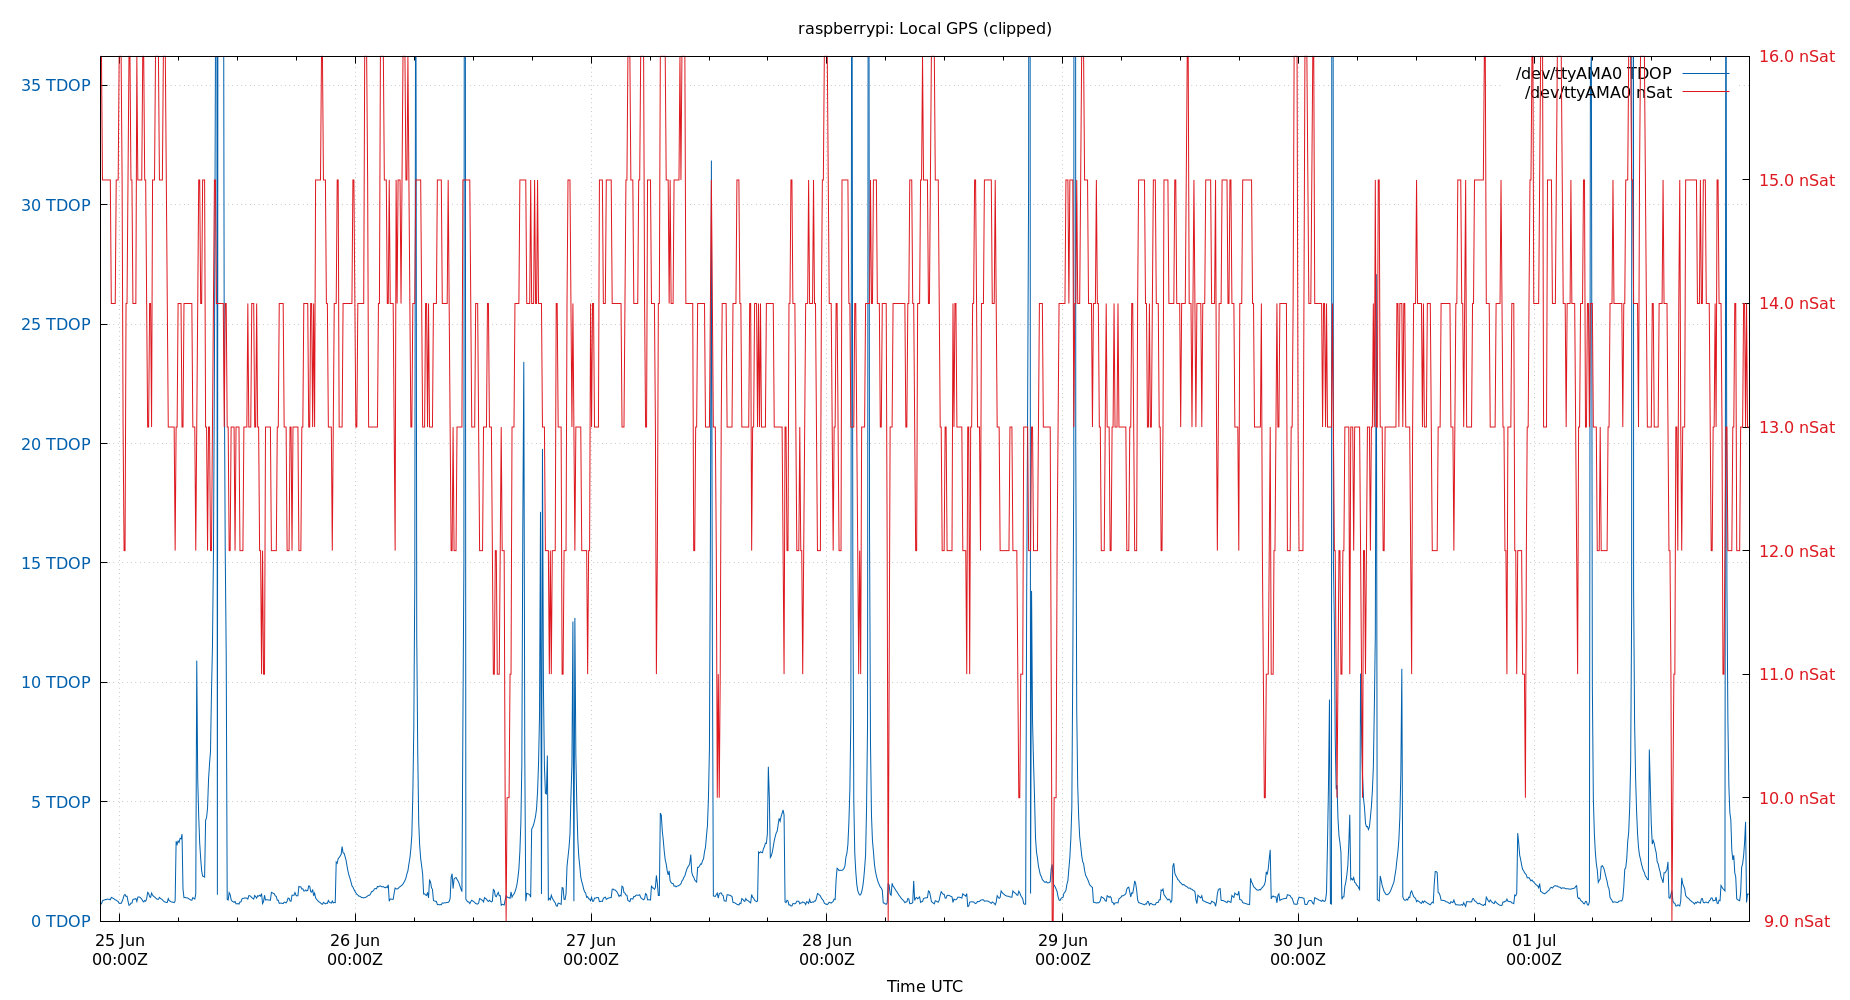 raspberrypi: Local GPS (clipped)
/dev/ttyAMA0 TDOP
/dev/ttyAMA0 nSat
35 TDOP
30 TDOP
25 TDOP
20 TDOP
15 TDOP
10 TDOP
5 TDOP
0 TDOP
16.0 nSat
15.0 nSat
14.0 nSat
13.0 nSat
12.0 nSat
11.0 nSat
10.0 nSat
9.0 nSat
25 Jun 26 Jun 27 Jun 28 Jun 29 Jun 30 Jun 01 Jul
00:00Z 00:00Z 00:00Z 00:00Z 00:00Z 00:00Z 00:00Z
Time UTC